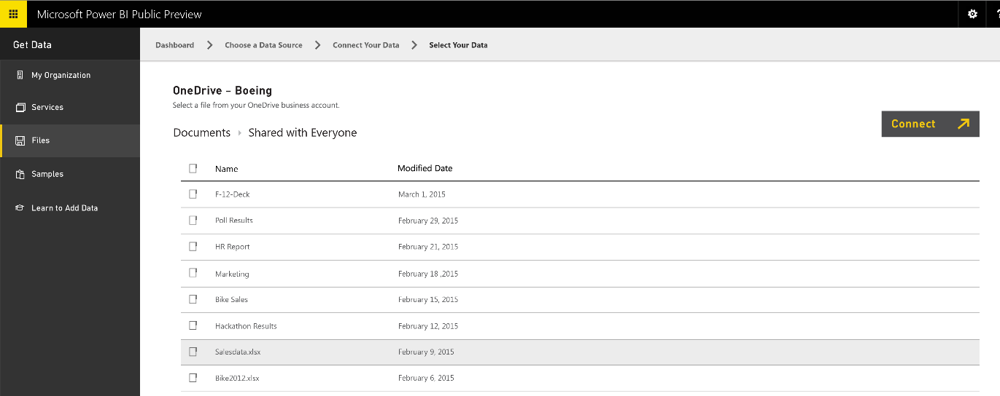 Microsoft Power BI Public Preview
?
Get Data
Dashboard > Choose a Data Source > Connect Your Data > Select Your Data
My Organization
Services
Files
Samples
Learn to Add Data
OneDrive – Boeing
Select a file from your OneDrive business account.
Connect
Documents Shared with Everyone
Name Modified Date
F-12-Deck March 1, 2015
Poll Results February 29, 2015
HR Report February 21, 2015
Marketing February 18 ,2015
Bike Sales February 15, 2015
Hackathon Results February 12, 2015
Salesdata.xlsx February 9, 2015
Bike2012.xlsx February 6, 2015